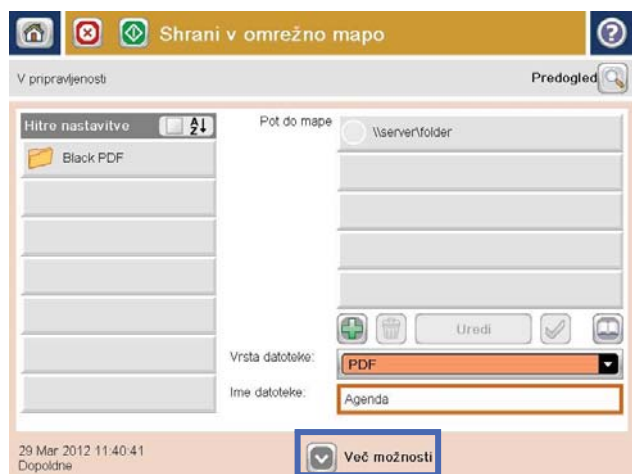 Shrani v omrežno mapo
V pripravljenosti
Predogled
Hitre nastavitve
Pot do mape
\\server\folder
Black PDF
Uredi
Vrsta datoteke:
PDF
Ime datoteke:
Agenda
29 Mar 2012 11:40:41
Dopoldne
Več možnosti